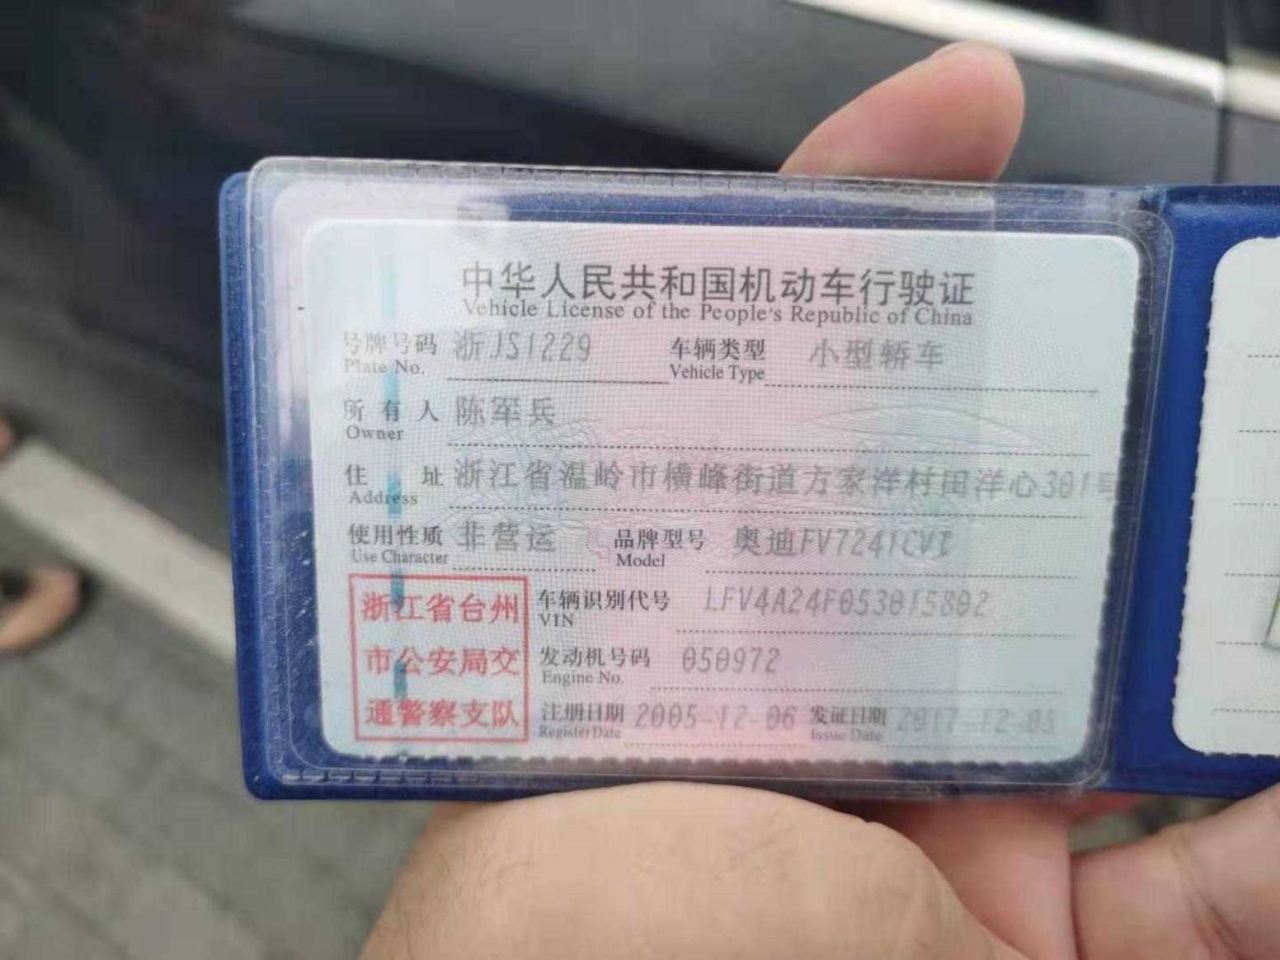 中华人民共和国机动车行驶证
Vehicle License of the People's Republic of China
号牌号码 浙JS1229 车辆类型 小型轿车
Plate No. Vehicle Type
所有人 陈军兵
Owner
住址 浙江省温岭市横峰街道方家洋村田洋心301号
Address
使用性质 非营运 品牌型号 奥迪FV7241CVT
Use Character Model
浙江省台州 车辆识别代号 LFV4A24F053015802
VIN
市公安局交 发动机号码 050972
Engine No.
通警察支队 注册日期 2005-12-06 发证日期 2017-12-05
Register Date Issue Date